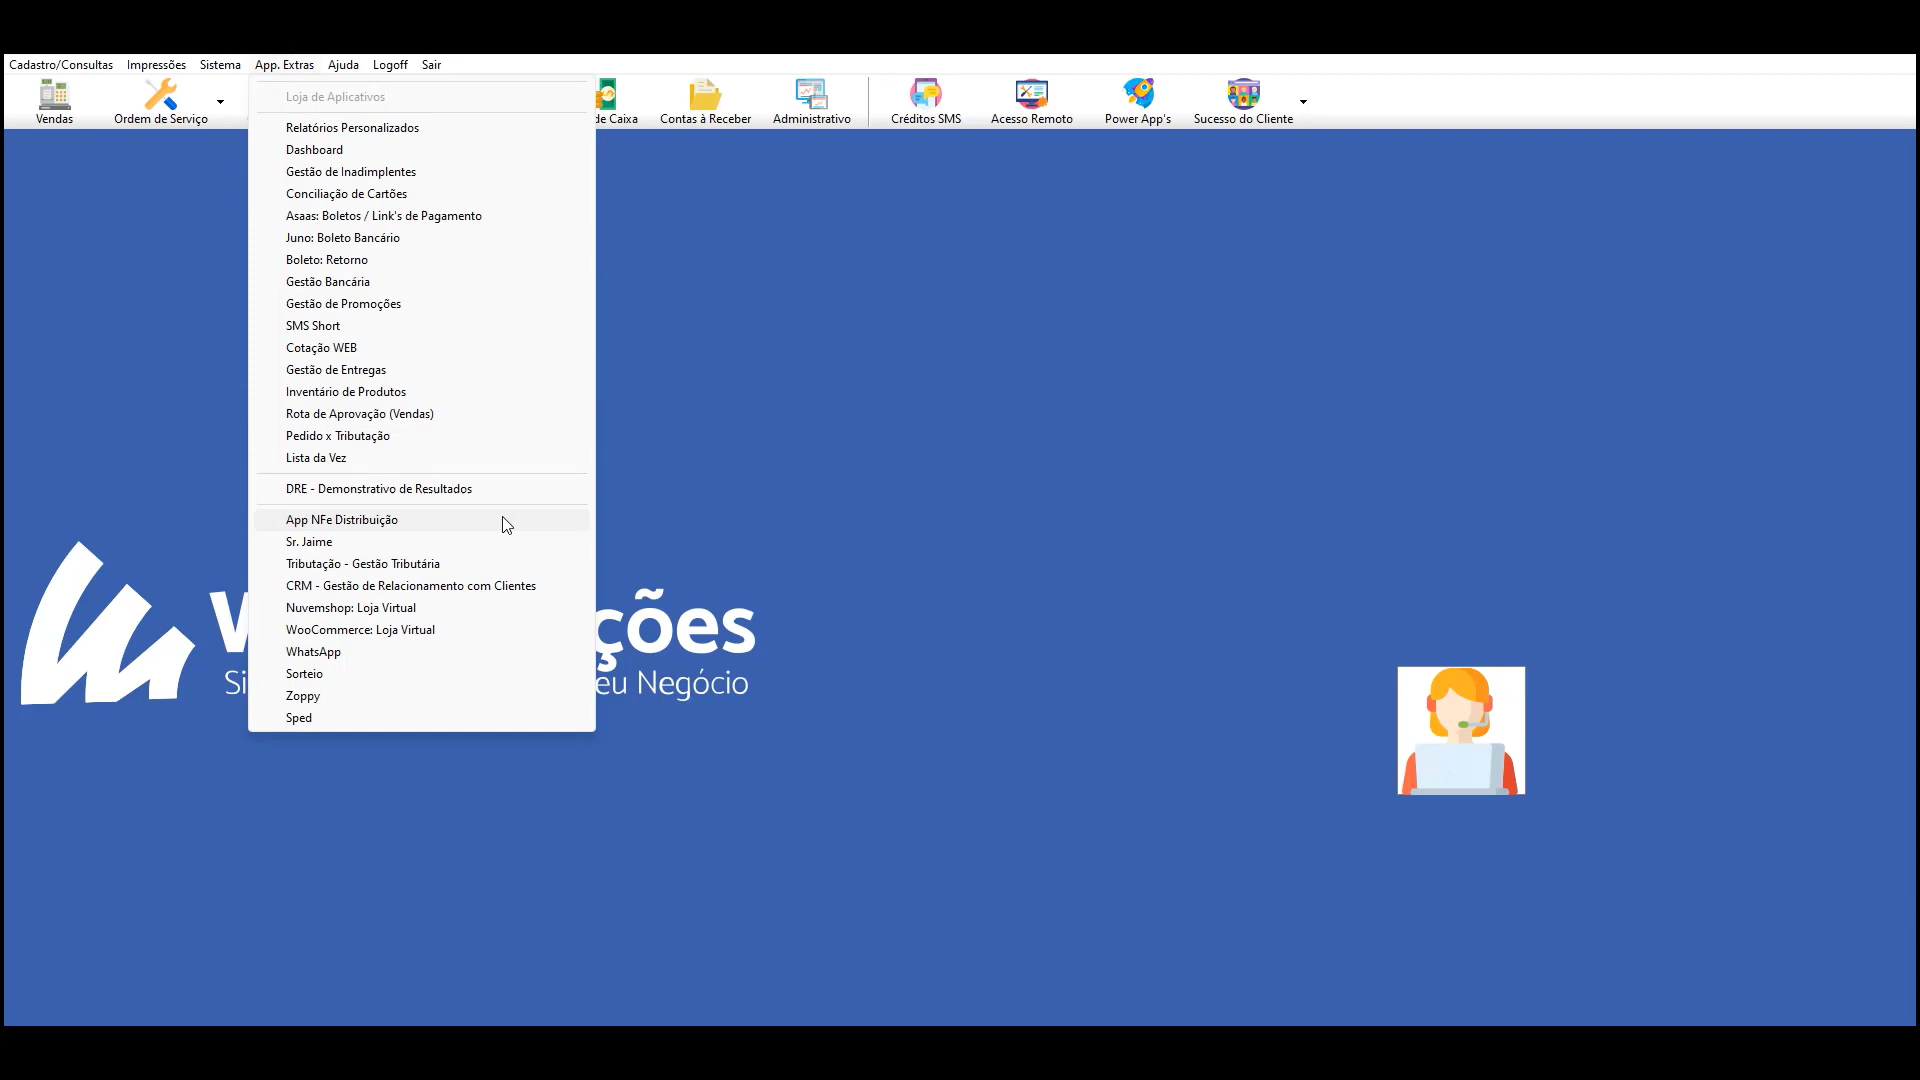 Cadastro/Consultas Impressões Sistema App. Extras Ajuda Logoff Sair
Vendas Ordem de Serviço de Caixa Contas à Receber Administrativo Créditos SMS Acesso Remoto Power App's Sucesso do Cliente
Loja de Aplicativos
Relatórios Personalizados
Dashboard
Gestão de Inadimplentes
Conciliação de Cartões
Asaas: Boletos / Link's de Pagamento
Juno: Boleto Bancário
Boleto: Retorno
Gestão Bancária
Gestão de Promoções
SMS Short
Cotação WEB
Gestão de Entregas
Inventário de Produtos
Rota de Aprovação (Vendas)
Pedido x Tributação
Lista da Vez
DRE - Demonstrativo de Resultados
App NFe Distribuição
Sr. Jaime
Tributação - Gestão Tributária
CRM - Gestão de Relacionamento com Clientes
Nuvemshop: Loja Virtual
WooCommerce: Loja Virtual
WhatsApp
Sorteio
Zoppy
Sped
ções
eu Negócio